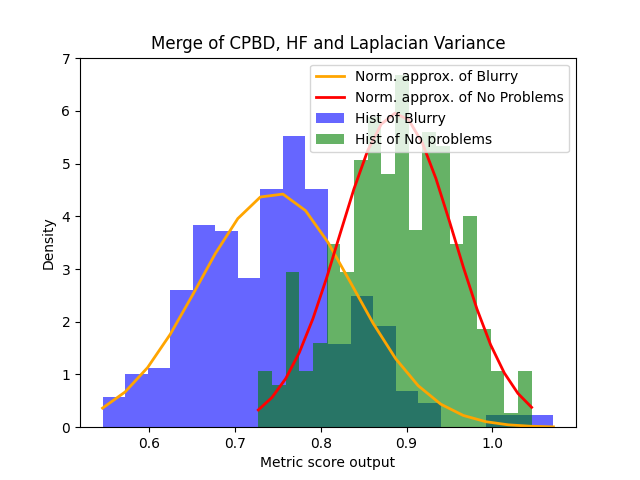 Merge of CPBD, HF and Laplacian Variance
Norm. approx. of Blurry
Norm. approx. of No Problems
Hist of Blurry
Hist of No problems
Density
7
6
5
4
3
2
1
0
0.6 0.7 0.8 0.9 1.0
Metric score output